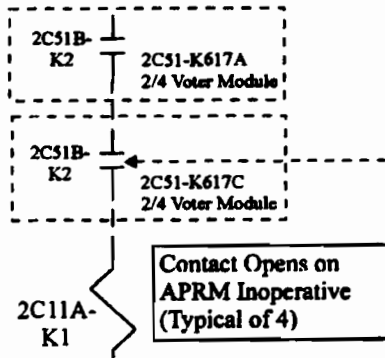 2C51B-
K2
2C51-K617A
2/4 Voter Module
2C51B-
K2
2C51-K617C
2/4 Voter Module
Contact Opens on
APRM Inoperative
(Typical of 4)
2C11A-
K1